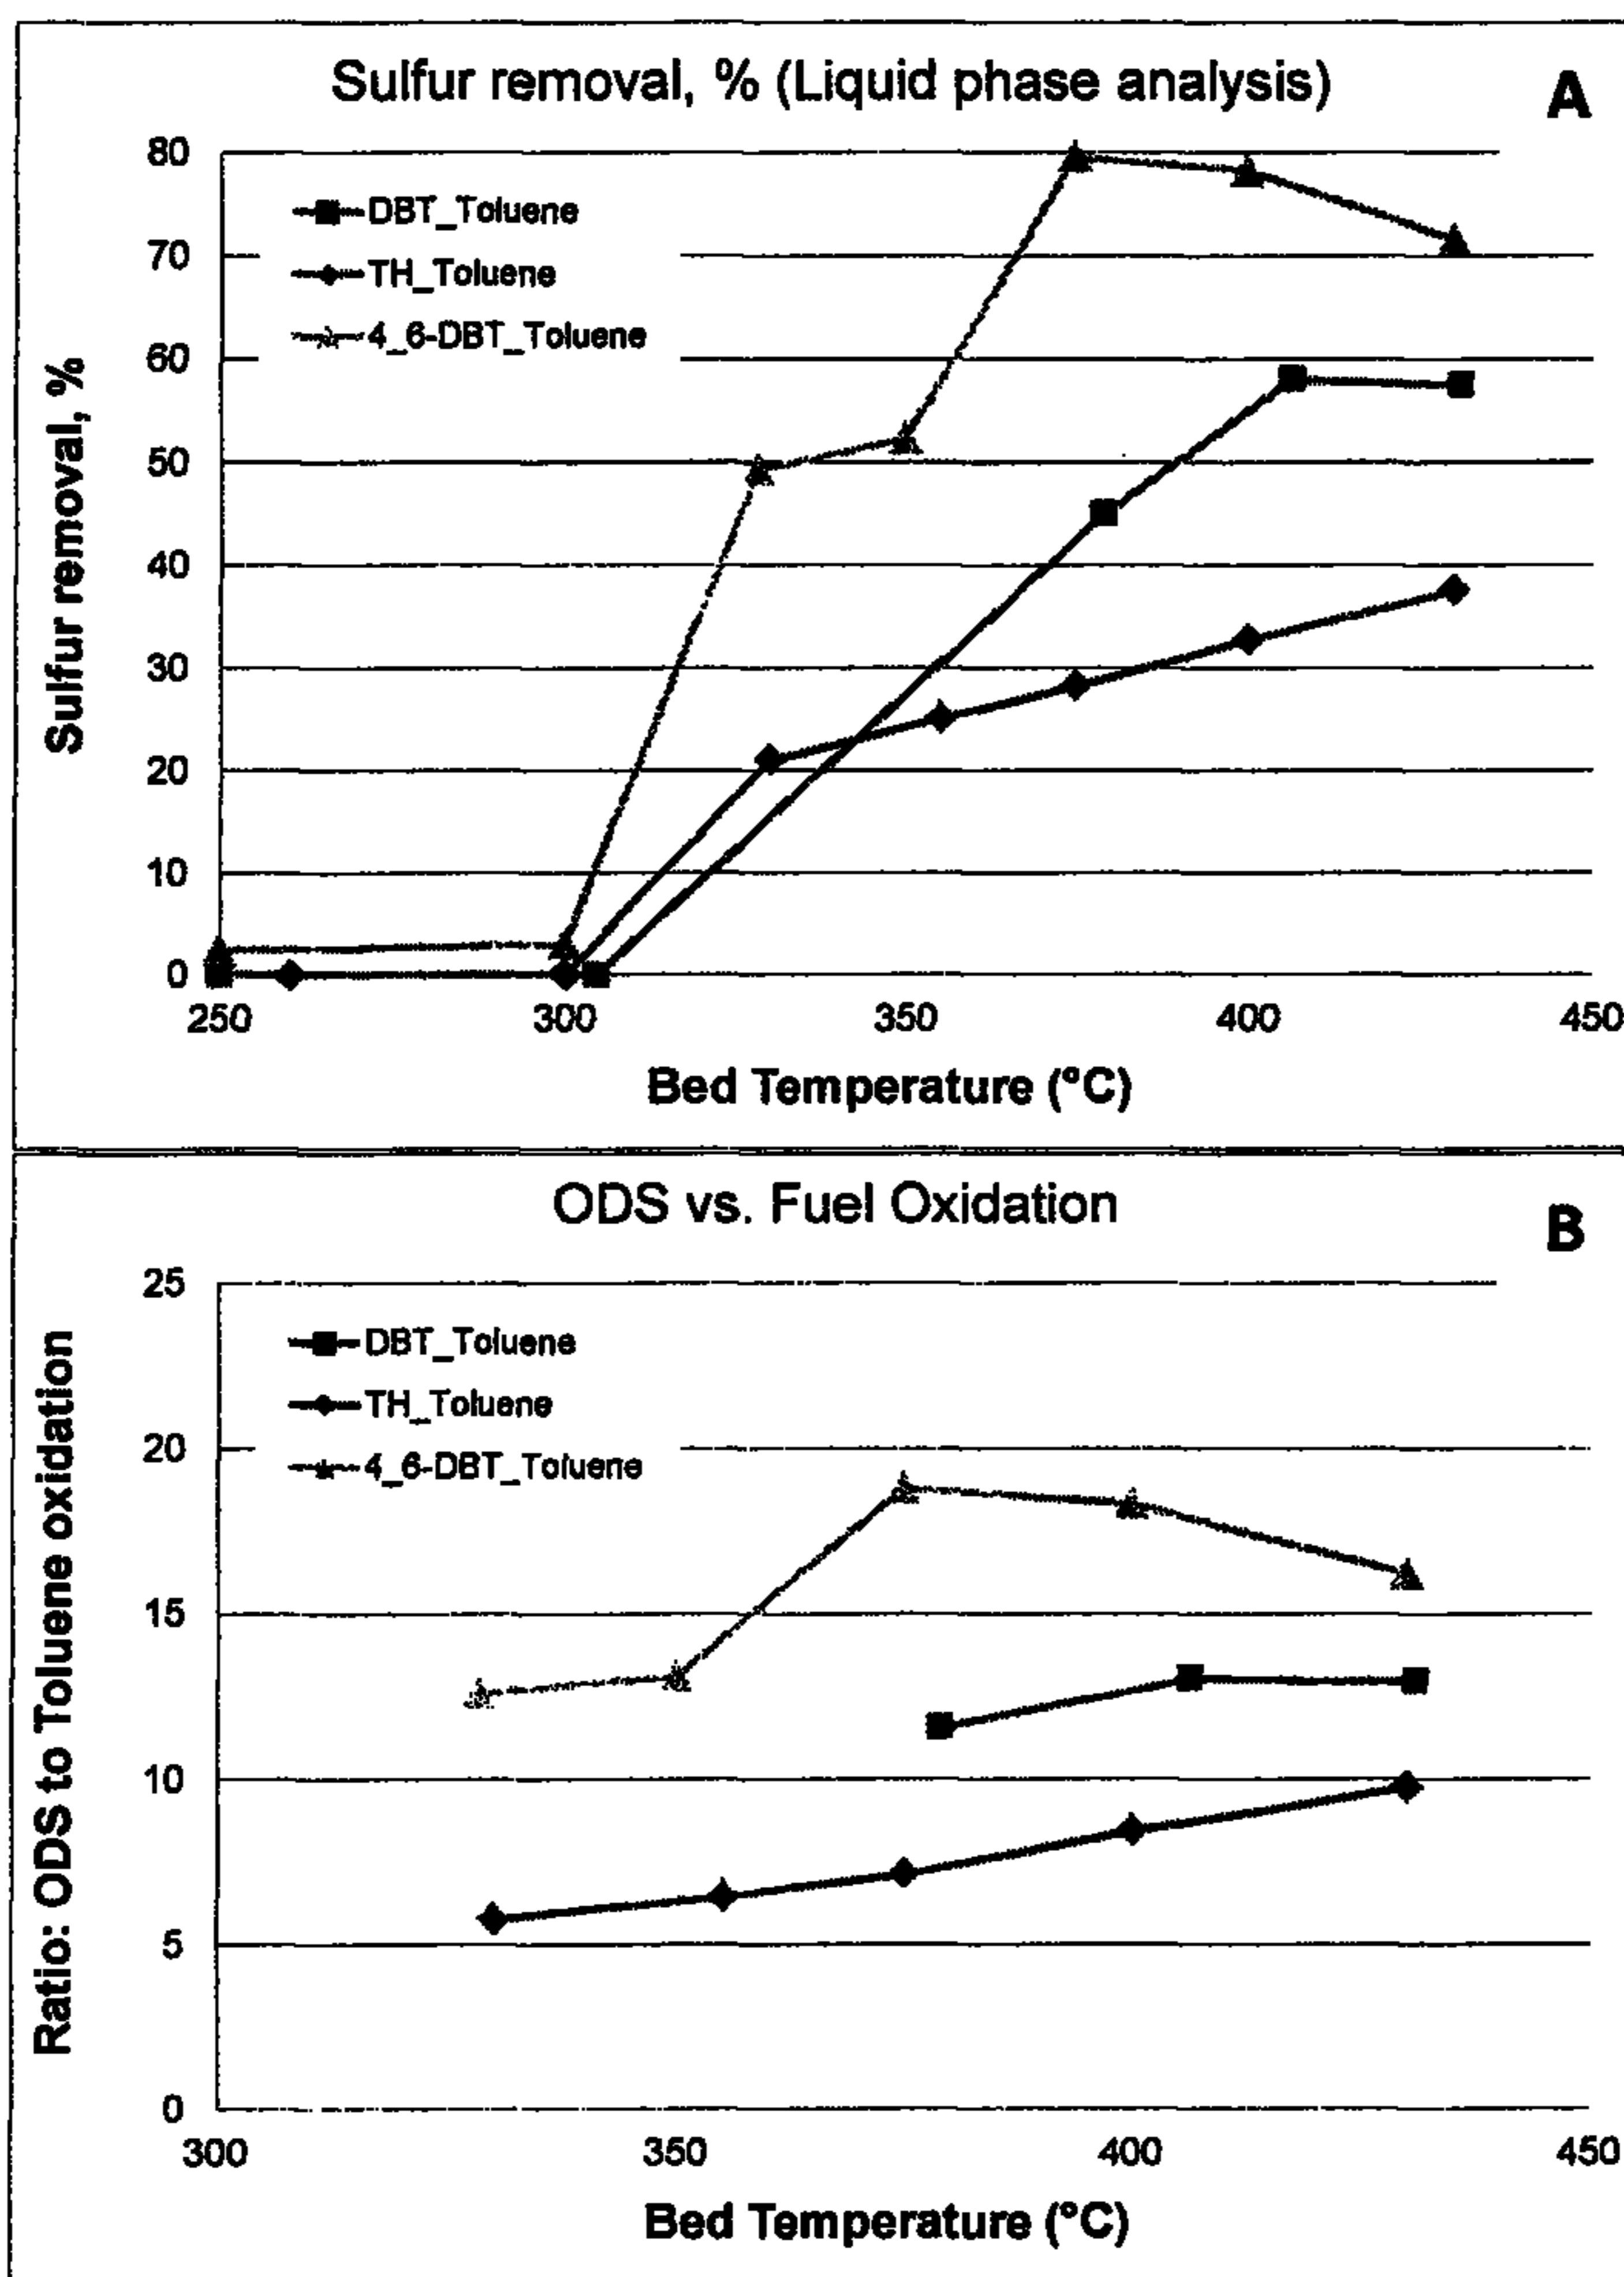 Sulfur removal, % (Liquid phase analysis)
A
80
70
60
50
40
30
20
10
0
DBT_Toluene
TH_Toluene
4_6-DBT_Toluene
Sulfur removal, %
250 300 350 400 450
Bed Temperature (°C)
ODS vs. Fuel Oxidation
B
25
20
15
10
5
0
DBT_Toluene
TH_Toluene
4_6-DBT_Toluene
Ratio: ODS to Toluene oxidation
300 350 400 450
Bed Temperature (°C)